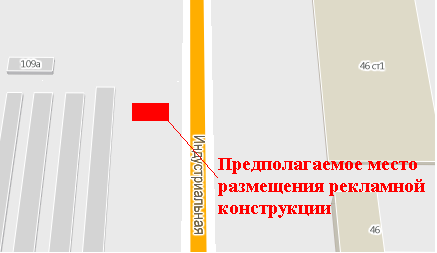 109а
46 ст1
Индустриальная
Предполагаемое место
размещения рекламной
конструкции
46